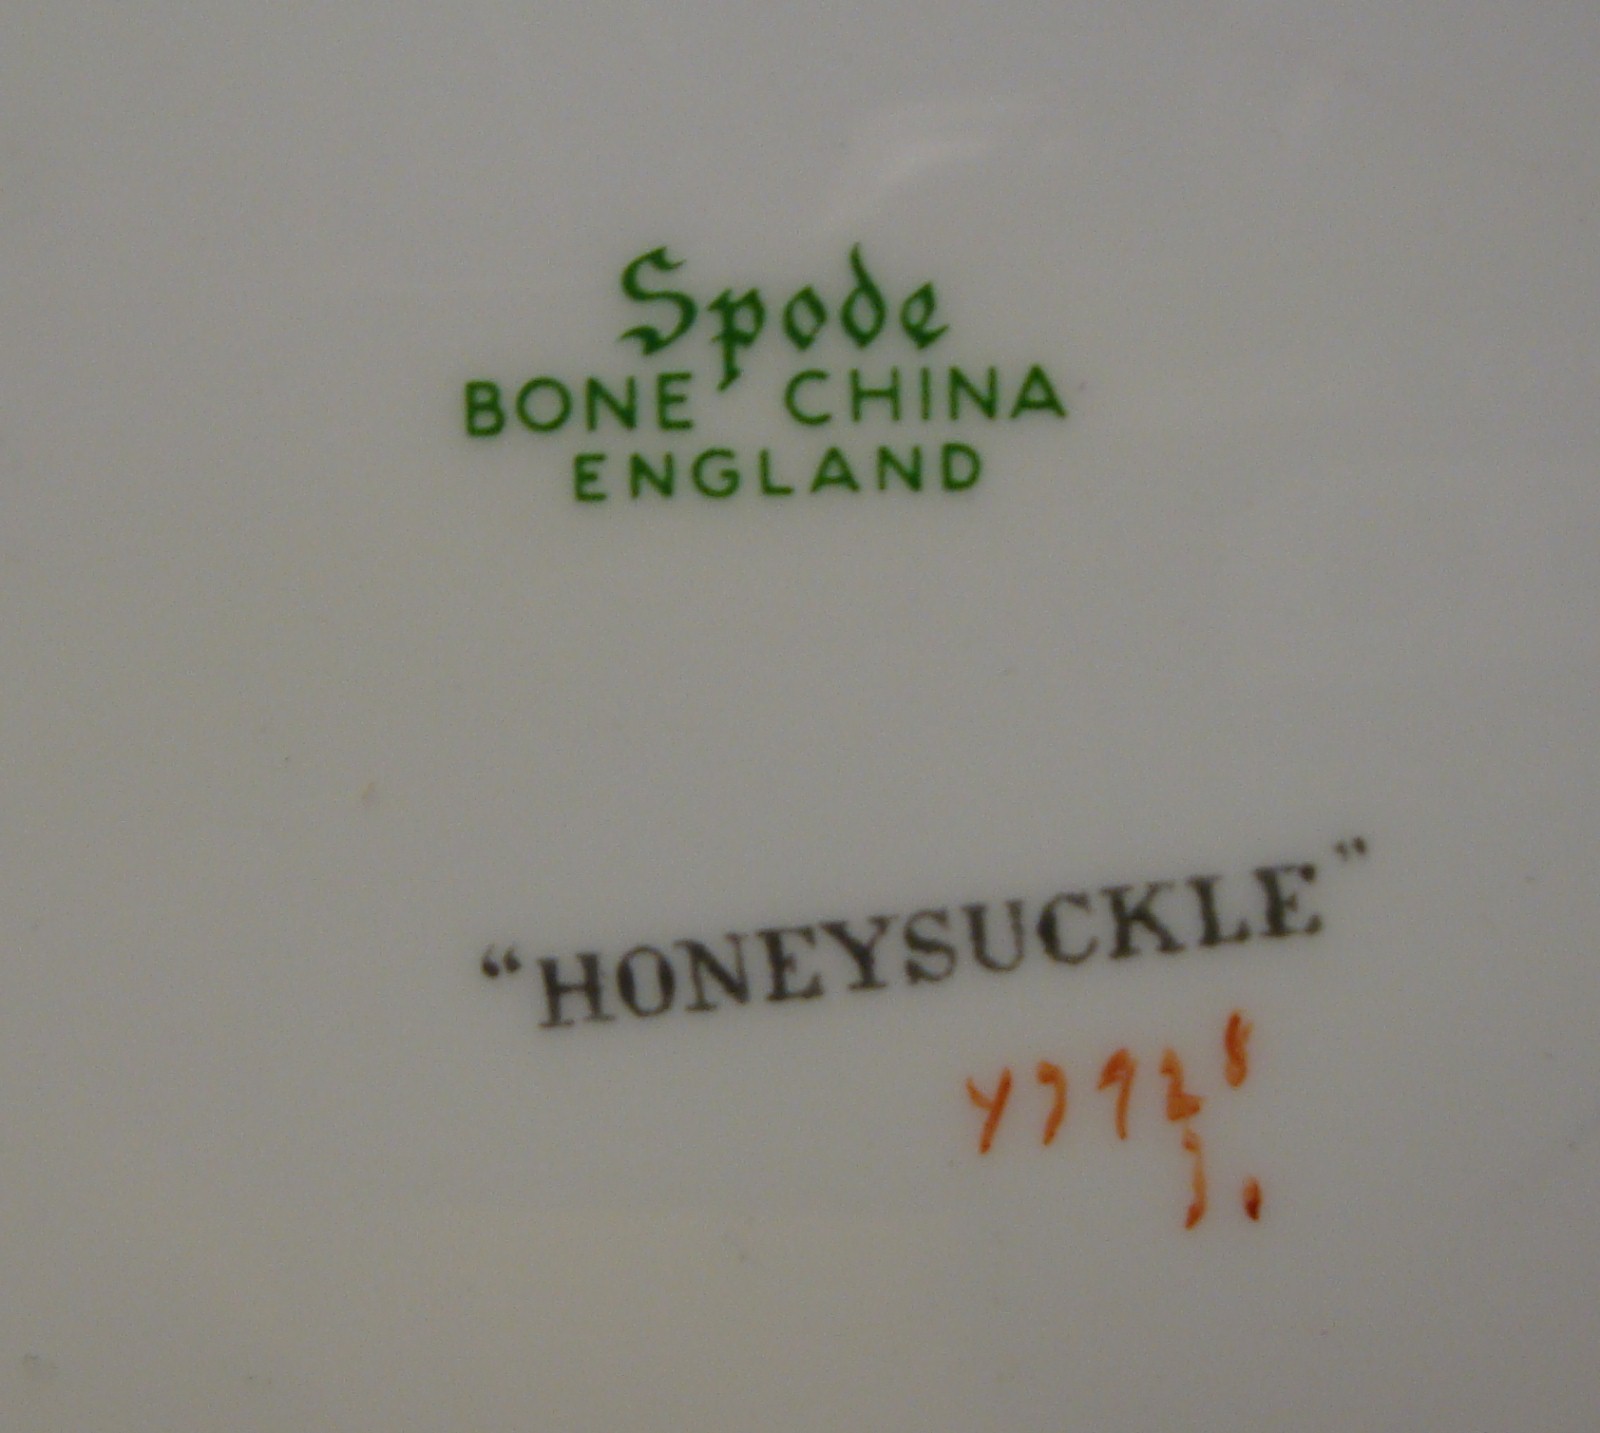 Spode
BONE CHINA
ENGLAND
“HONEYSUCKLE”